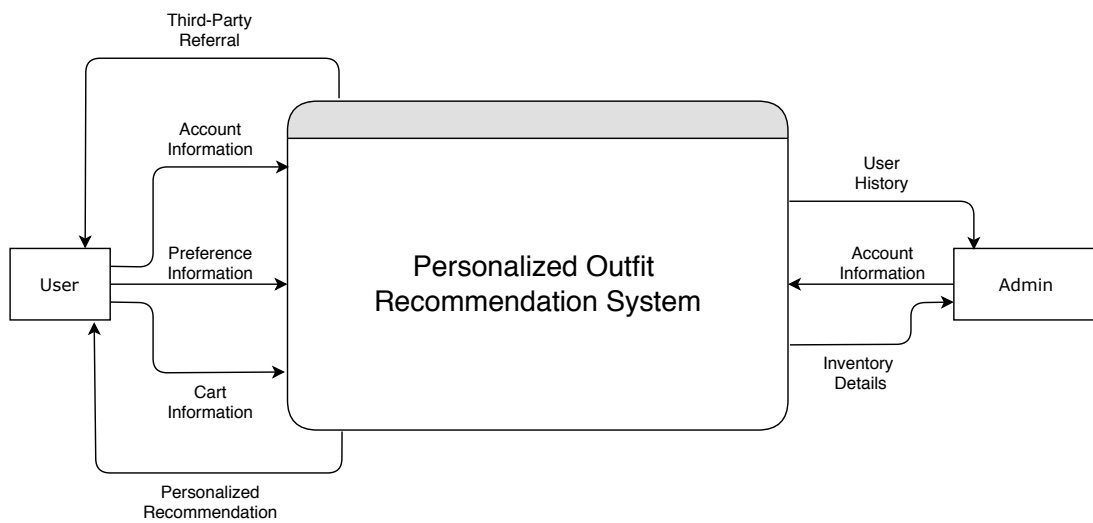 Third-Party
Referral
Account
Information
User
History
Preference
Information
User
Personalized Outfit
Recommendation System
Account
Information
Admin
Cart
Information
Inventory
Details
Personalized
Recommendation